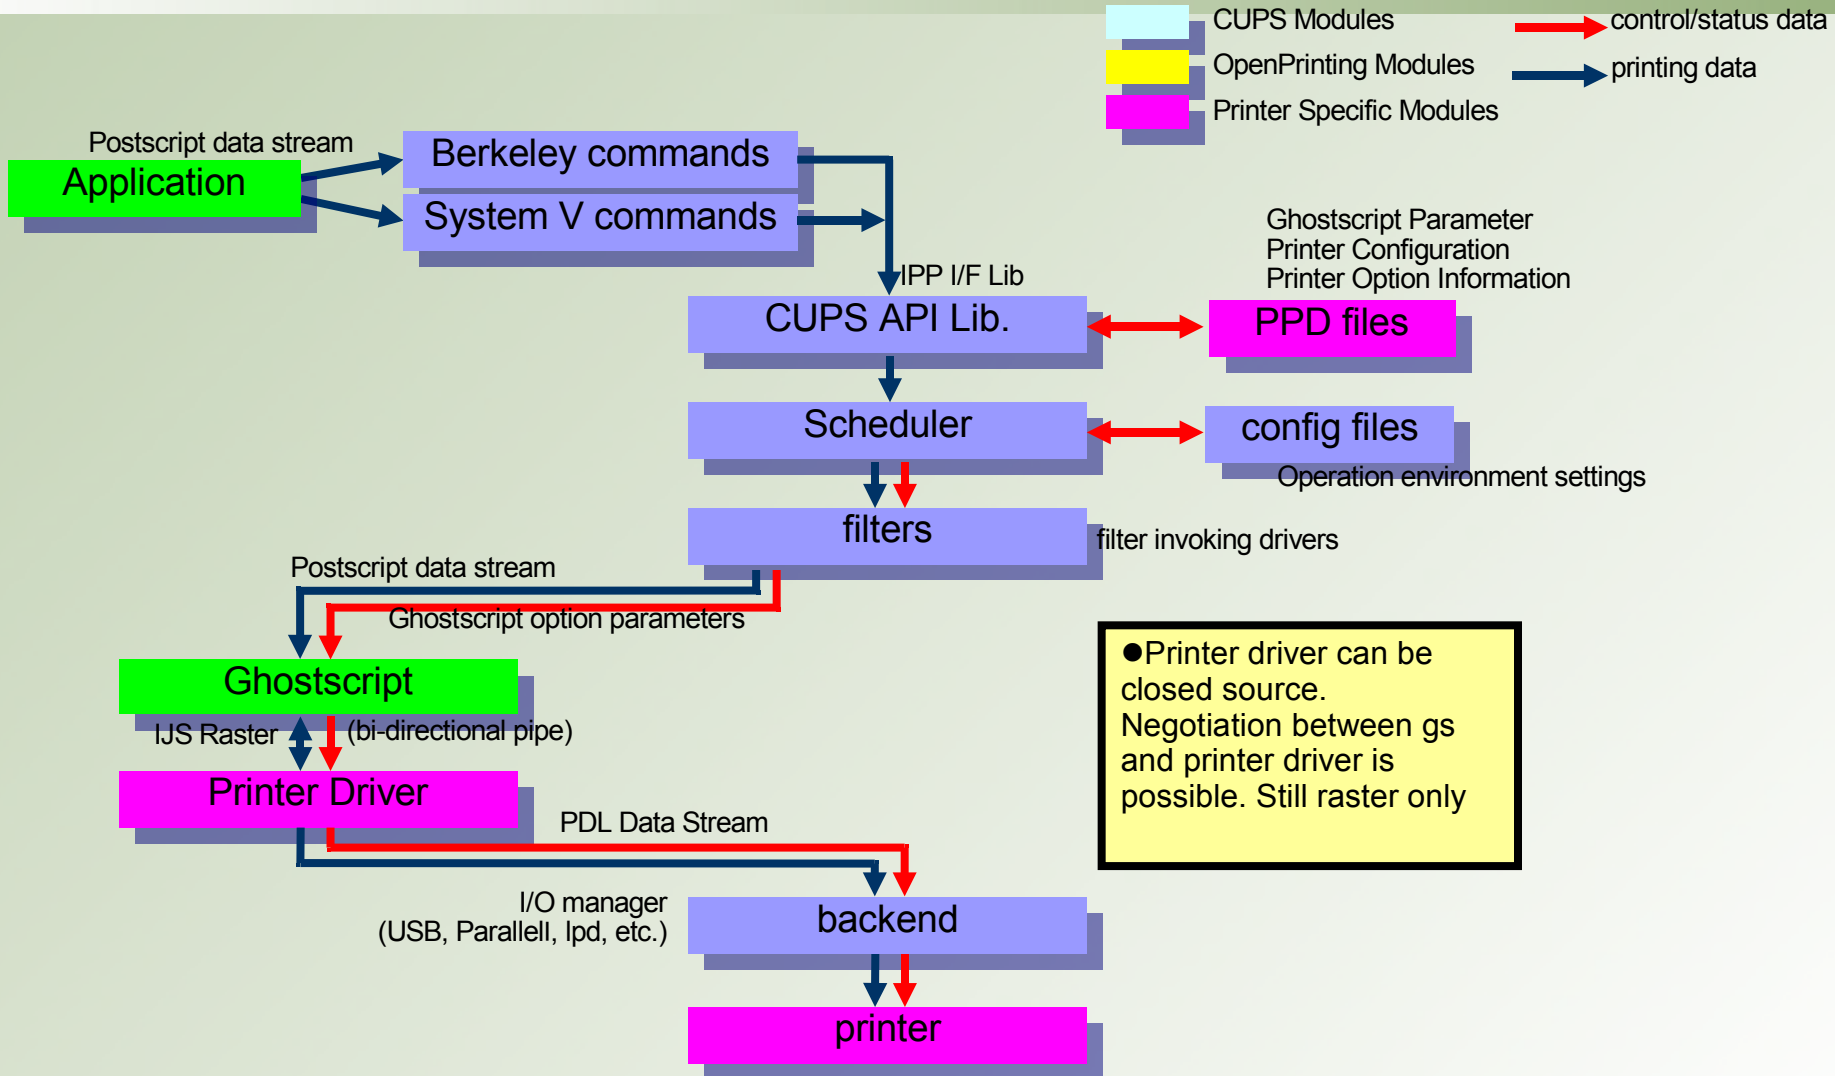 CUPS Modules
control/status data
OpenPrinting Modules
printing data
Printer Specific Modules
Postscript data stream
Application
Berkeley commands
System V commands
Ghostscript Parameter
Printer Configuration
Printer Option Information
IPP I/F Lib
CUPS API Lib.
PPD files
Scheduler
config files
Operation environment settings
filters
filter invoking drivers
Postscript data stream
Ghostscript option parameters
Ghostscript
IJS Raster
(bi-directional pipe)
Printer Driver
●Printer driver can be
closed source.
Negotiation between gs
and printer driver is
possible. Still raster only
PDL Data Stream
I/O manager
(USB, Parallell, lpd, etc.)
backend
printer